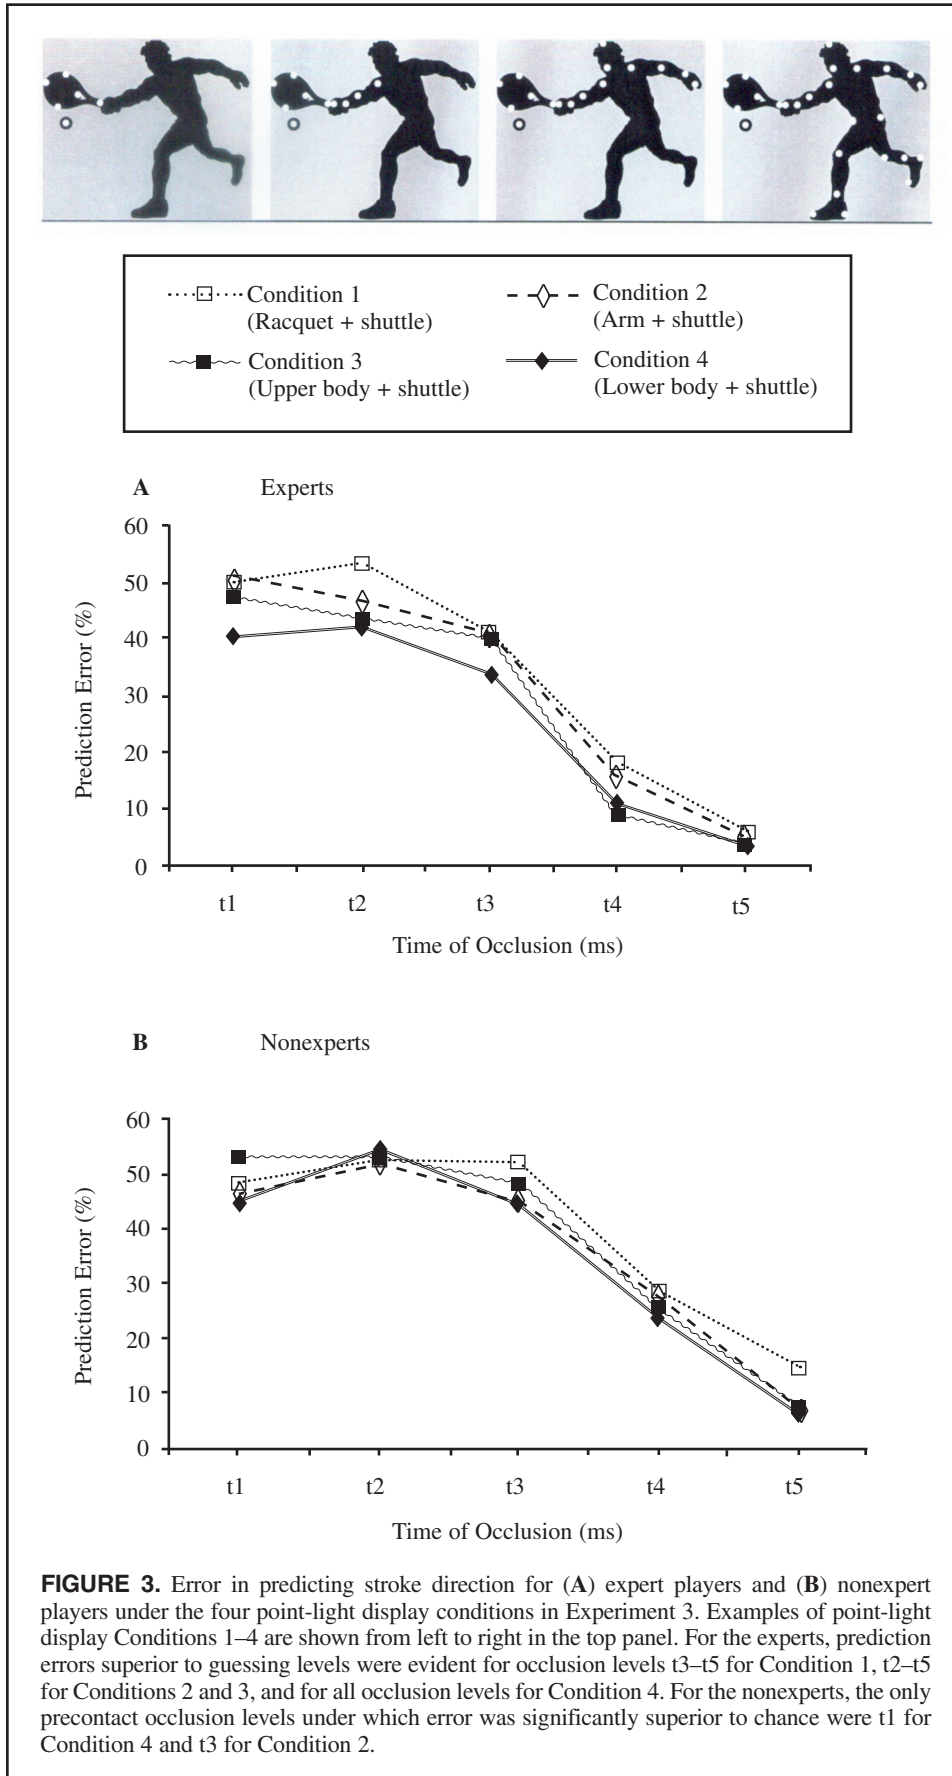 Condition 1
(Racquet + shuttle)
Condition 2
(Arm + shuttle)
Condition 3
(Upper body + shuttle)
Condition 4
(Lower body + shuttle)
A Experts
60
50
40
30
20
10
0
Prediction Error (%)
t1 t2 t3 t4 t5
Time of Occlusion (ms)
B Nonexperts
60
50
40
30
20
10
0
Prediction Error (%)
t1 t2 t3 t4 t5
Time of Occlusion (ms)
FIGURE 3. Error in predicting stroke direction for (A) expert players and (B) nonexpert
players under the four point-light display conditions in Experiment 3. Examples of point-light
display Conditions 1–4 are shown from left to right in the top panel. For the experts, prediction
errors superior to guessing levels were evident for occlusion levels t3–t5 for Condition 1, t2–t5
for Conditions 2 and 3, and for all occlusion levels for Condition 4. For the nonexperts, the only
precontact occlusion levels under which error was significantly superior to chance were t1 for
Condition 4 and t3 for Condition 2.